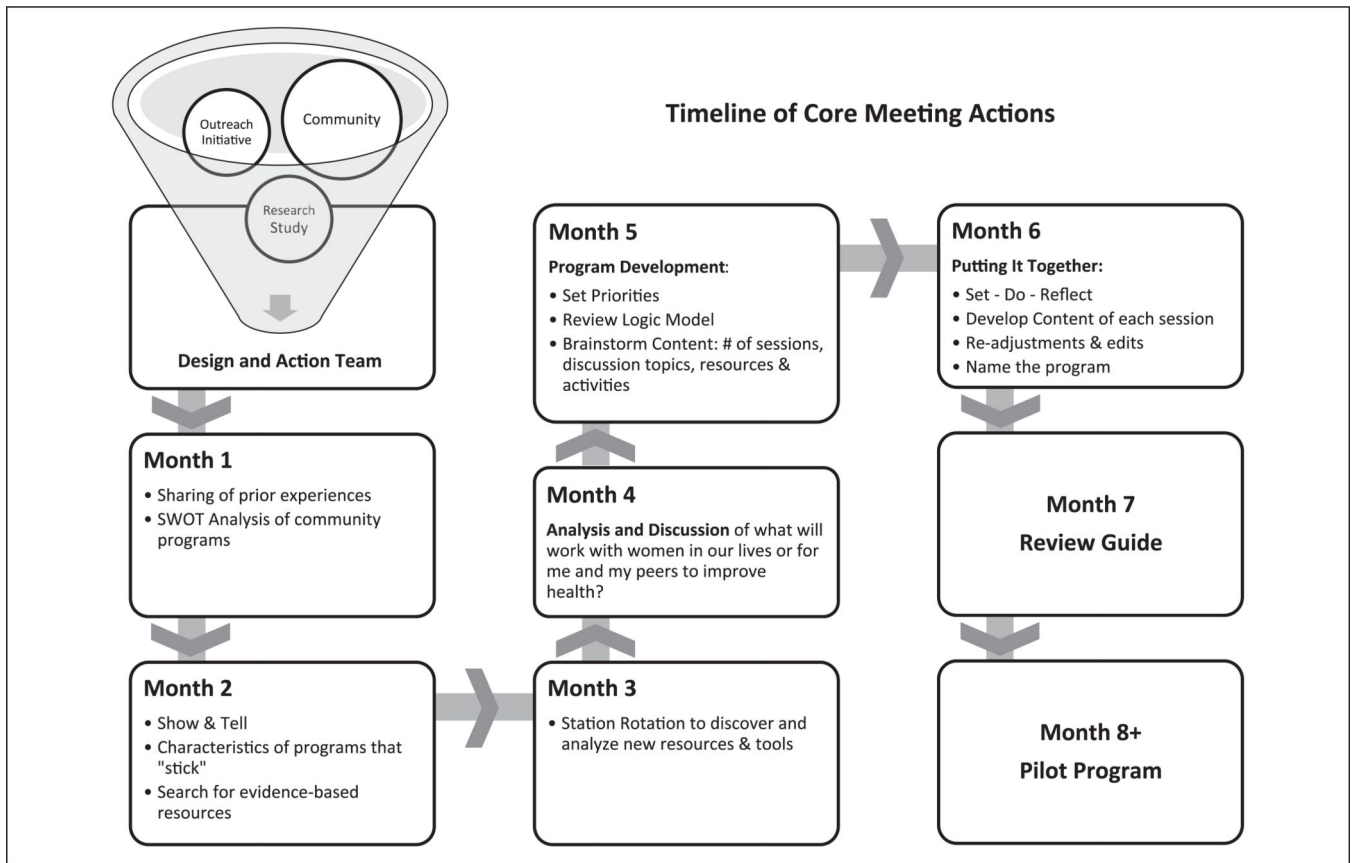 Timeline of Core Meeting Actions
Outreach
Initiative
Community
Research
Study
Design and Action Team
Month 1
• Sharing of prior experiences
• SWOT Analysis of community
programs
Month 2
• Show & Tell
• Characteristics of programs that
"stick"
• Search for evidence-based
resources
Month 3
• Station Rotation to discover and
analyze new resources & tools
Month 4
Analysis and Discussion of what will
work with women in our lives or for
me and my peers to improve
health?
Month 5
Program Development:
• Set Priorities
• Review Logic Model
• Brainstorm Content: # of sessions,
discussion topics, resources &
activities
Month 6
Putting It Together:
• Set - Do - Reflect
• Develop Content of each session
• Re-adjustments & edits
• Name the program
Month 7
Review Guide
Month 8+
Pilot Program